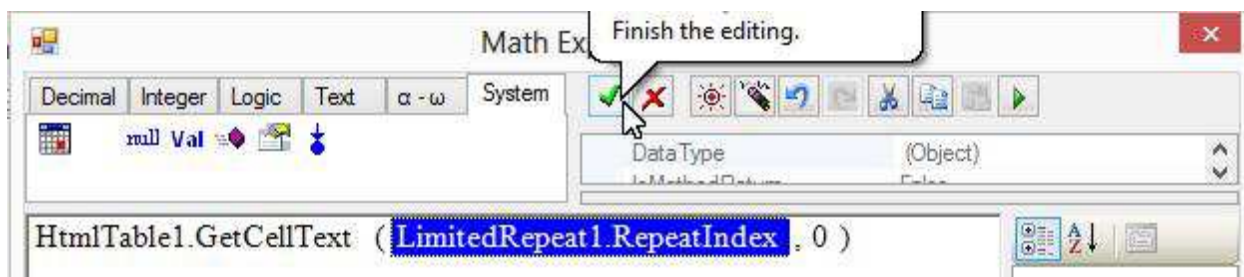 Math Ex
Finish the editing.
Decimal Integer Logic Text α - ω System
null Val
DataType (Object)
HtmlTable1.GetCellText ( LimitedRepeat1.RepeatIndex , 0 )
A
Z